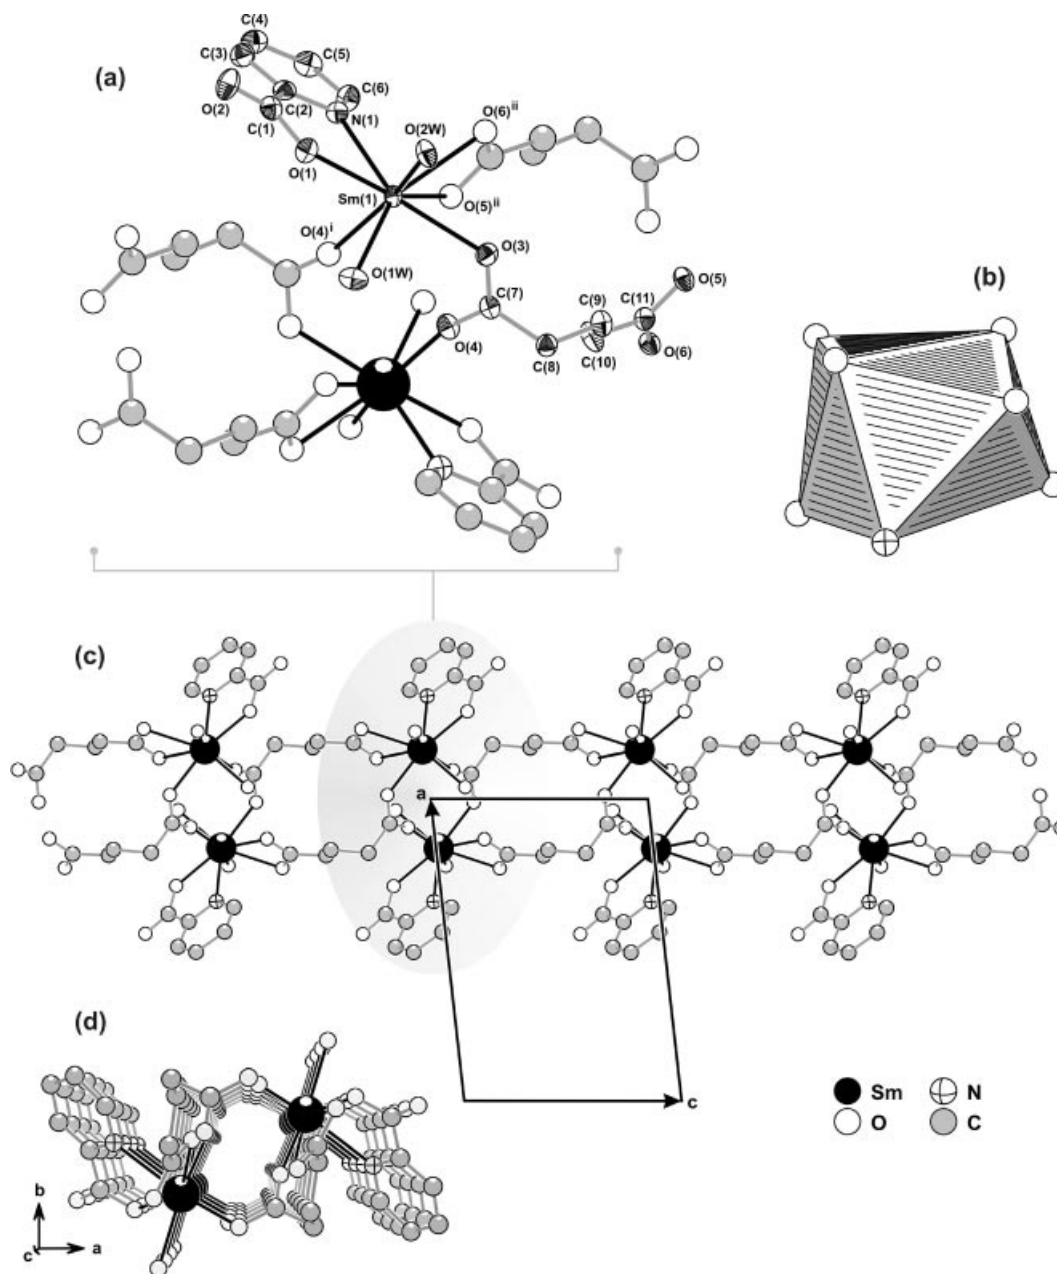 (a)
C(4)
C(3)
C(5)
O(2)
C(6)
C(2)
N(1)
C(1)
O(1)
O(2W)
O(6)ii
Sm(1)
O(5)ii
O(4)i
O(3)
O(1W)
C(7)
O(4)
C(9)
C(11)
O(5)
C(8)
C(10)
O(6)
(b)
(c)
a
c
(d)
b
c
a
Sm
N
O
C